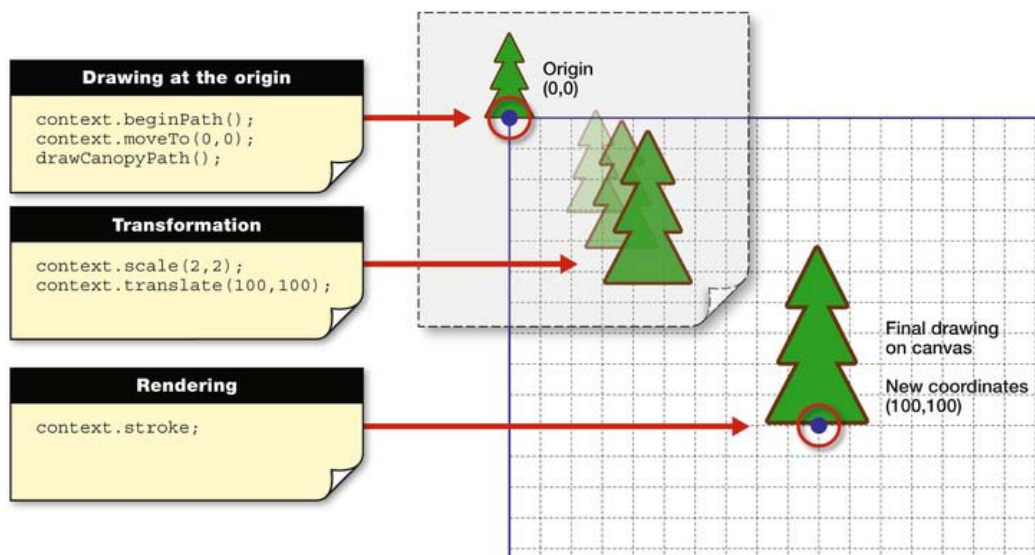 Drawing at the origin
context.beginPath();
context.moveTo(0,0);
drawCanopyPath();
Origin
(0,0)
Transformation
context.scale(2,2);
context.translate(100,100);
Final drawing
on canvas
New coordinates
(100,100)
Rendering
context.stroke;